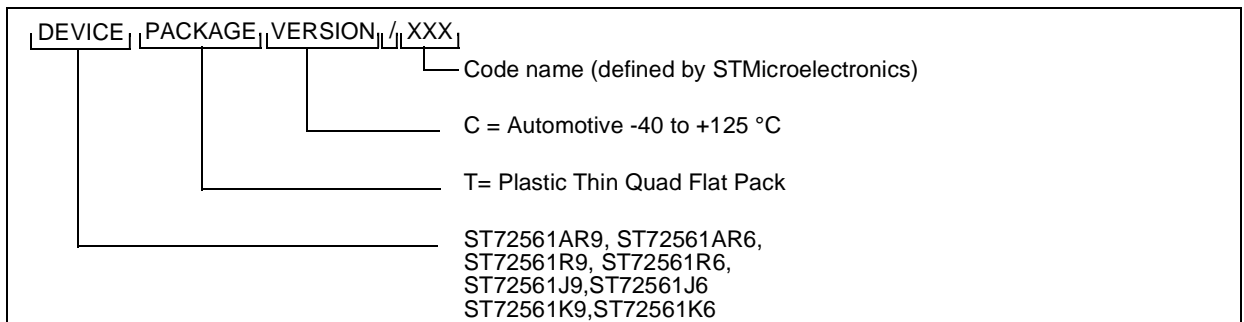 DEVICE PACKAGE VERSION / XXX
Code name (defined by STMicroelectronics)
C = Automotive -40 to +125 °C
T= Plastic Thin Quad Flat Pack
ST72561AR9, ST72561AR6,
ST72561R9, ST72561R6,
ST72561J9,ST72561J6
ST72561K9,ST72561K6